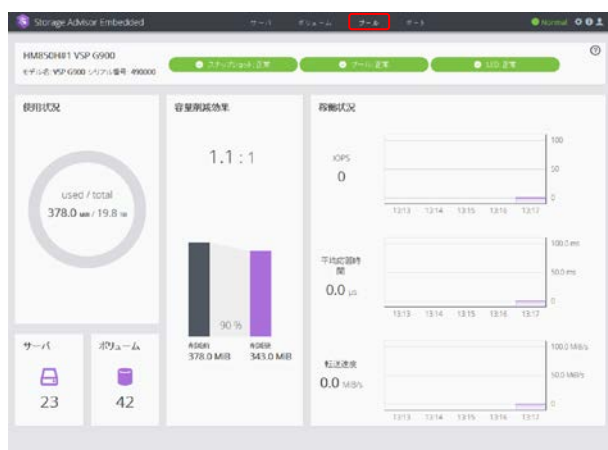 Storage Advisor Embedded
サーバ ボリューム プール ポート
Normal
HM850H#1 VSP G900
モデル名: VSP G900 シリアル番号: 490000
スナップショット: 正常
プール: 正常
LED: 正常
使用状況
used / total
378.0 MiB / 19.8 TiB
サーバ
23
ボリューム
42
容量削減効果
1.1 : 1
90 %
削減前
378.0 MiB
削減後
343.0 MiB
稼働状況
IOPS
0
100
50
0
13:13 13:14 13:15 13:16 13:17
平均応答時
間
0.0 μs
100.0 ms
50.0 ms
0
13:13 13:14 13:15 13:16 13:17
転送速度
0.0 MiB/s
100.0 MiB/s
50.0 MiB/s
0
13:13 13:14 13:15 13:16 13:17